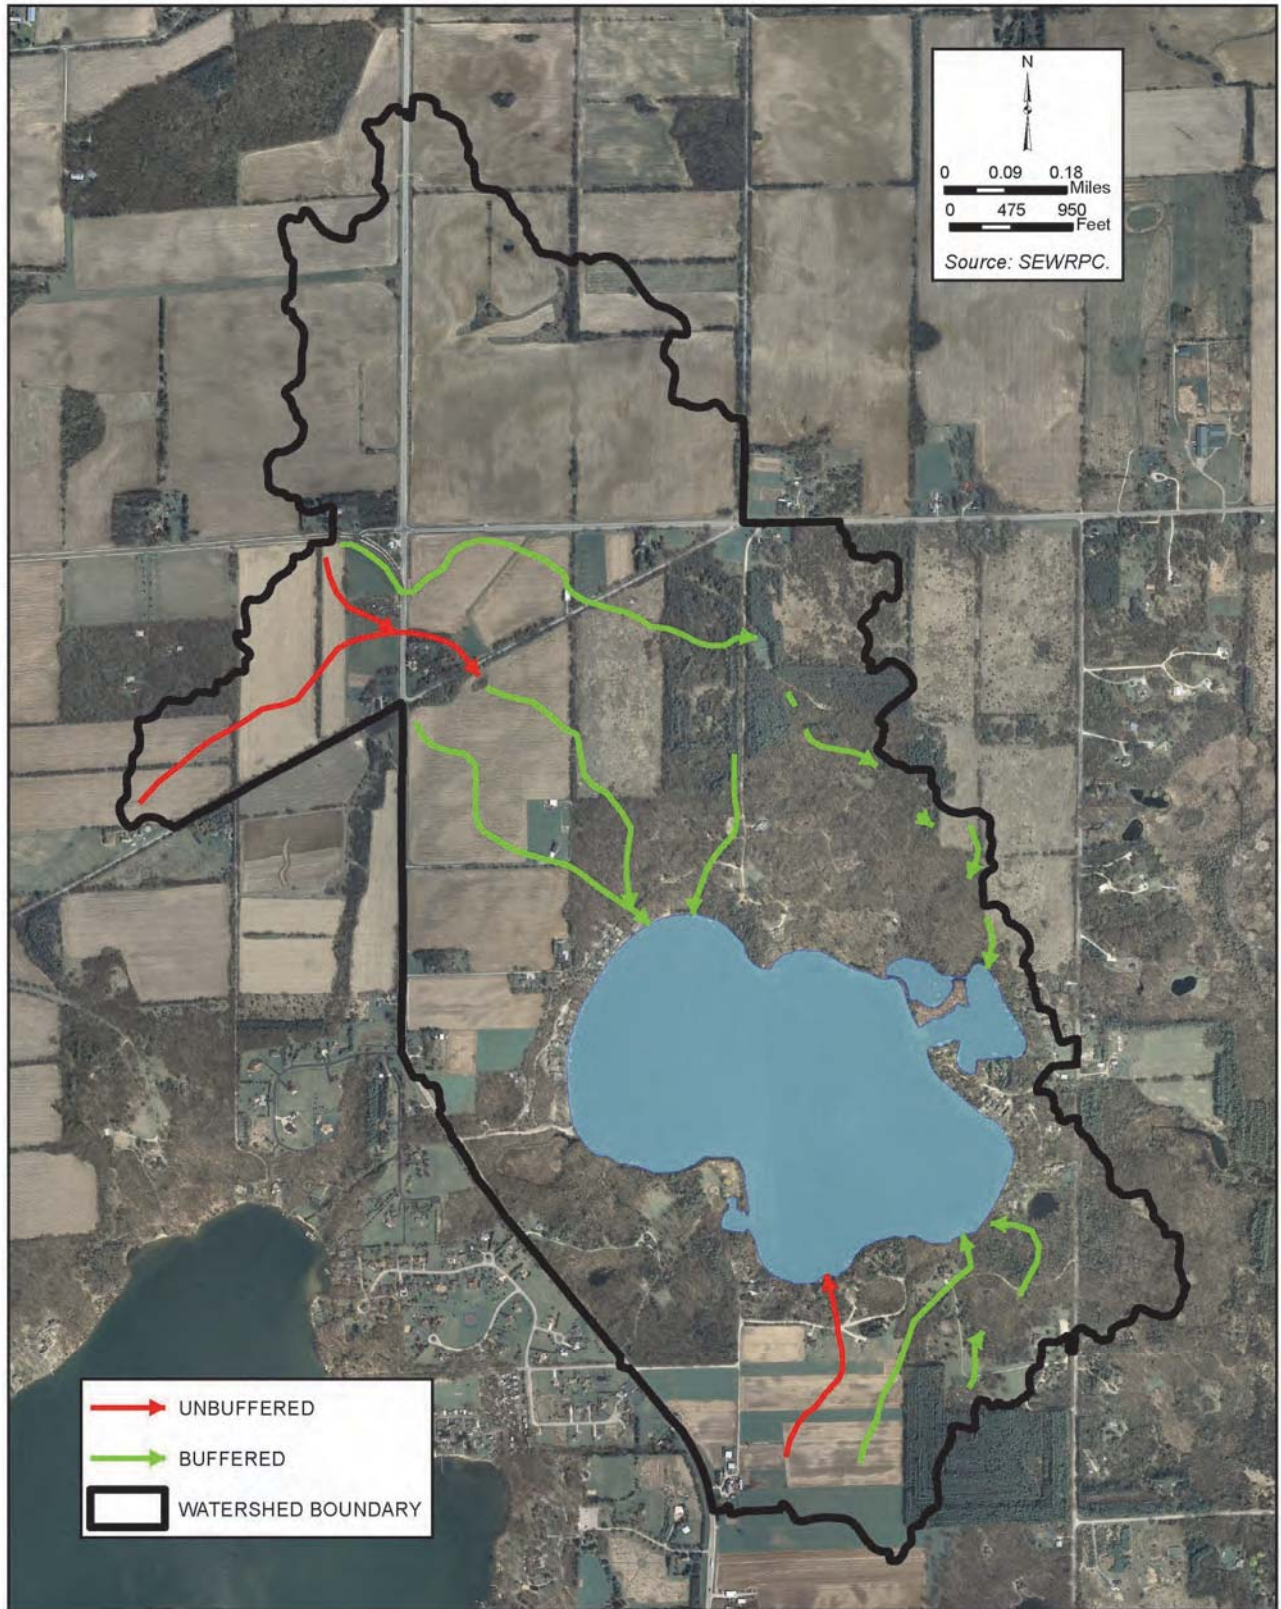 N
0 0.09 0.18
Miles
0 475 950
Feet
Source: SEWRPC.
UNBUFFERED
BUFFERED
WATERSHED BOUNDARY